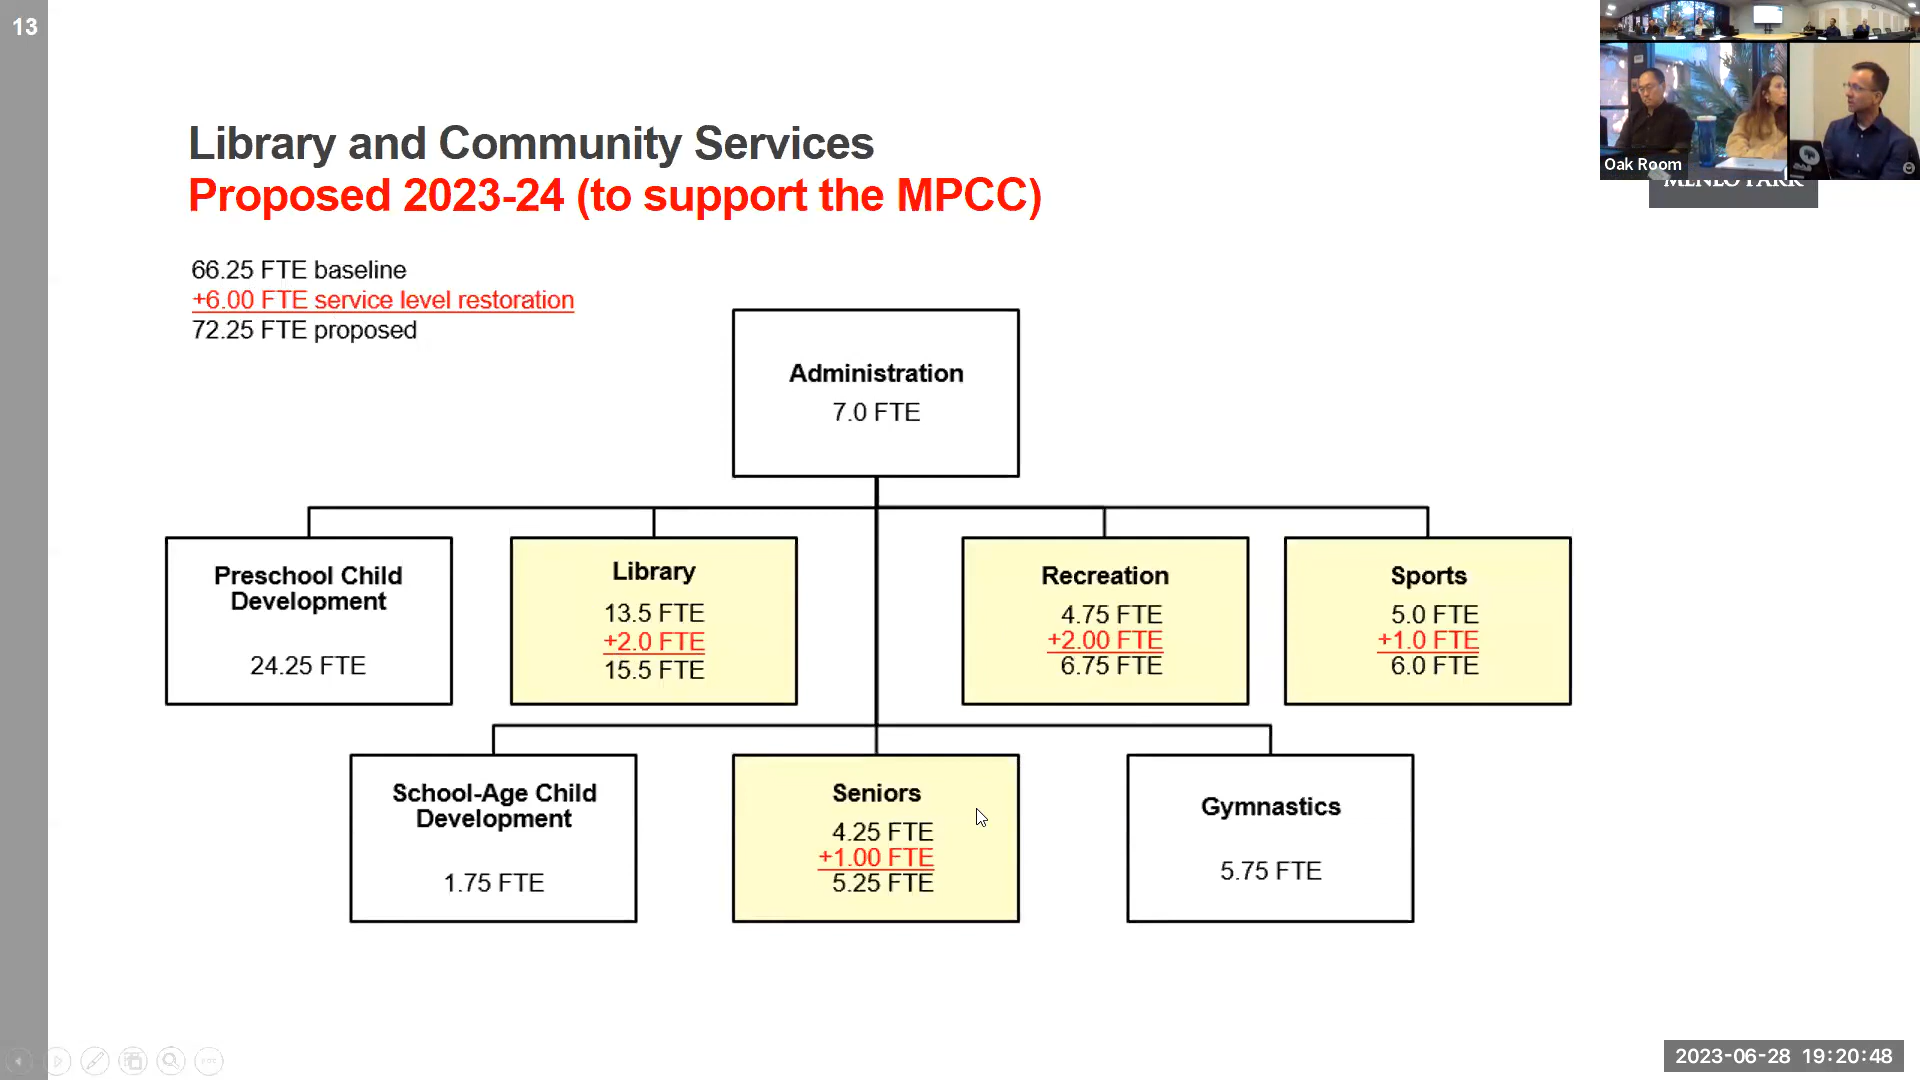 13
Library and Community Services
Proposed 2023-24 (to support the MPCC)
66.25 FTE baseline
+6.00 FTE service level restoration
72.25 FTE proposed
Administration
7.0 FTE
Preschool Child
Development
24.25 FTE
Library
13.5 FTE
+2.0 FTE
15.5 FTE
Recreation
4.75 FTE
+2.00 FTE
6.75 FTE
Sports
5.0 FTE
+1.0 FTE
6.0 FTE
School-Age Child
Development
1.75 FTE
Seniors
4.25 FTE
+1.00 FTE
5.25 FTE
Gymnastics
5.75 FTE
Oak Room
MENLO PARK
2023-06-28 19:20:48